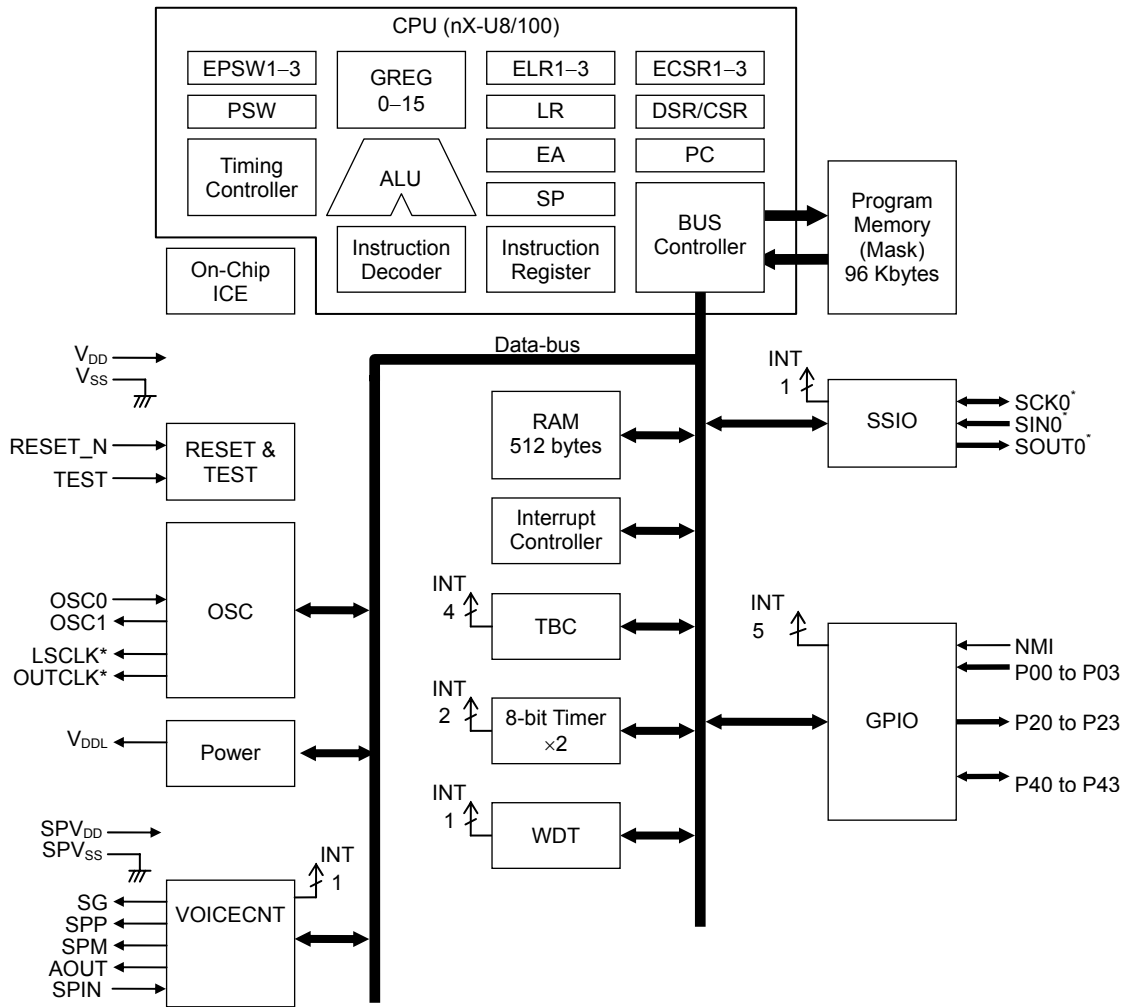 CPU (nX-U8/100)
EPSW1–3
GREG
0–15
ELR1–3
ECSR1–3
PSW
LR
DSR/CSR
Timing
Controller
ALU
EA
PC
SP
BUS
Controller
Program
Memory
(Mask)
96 Kbytes
Instruction
Decoder
Instruction
Register
On-Chip
ICE
Data-bus
VDD
VSS
INT
1
SSIO
SCK0*
SIN0*
SOUT0*
RAM
512 bytes
RESET_N
TEST
RESET &
TEST
Interrupt
Controller
OSC0
OSC1
LSCLK*
OUTCLK*
OSC
INT
4
TBC
INT
5
GPIO
NMI
P00 to P03
P20 to P23
P40 to P43
INT
2
8-bit Timer
×2
VDDL
Power
INT
1
WDT
SPVDD
SPVSS
INT
1
VOICECNT
SG
SPP
SPM
AOUT
SPIN